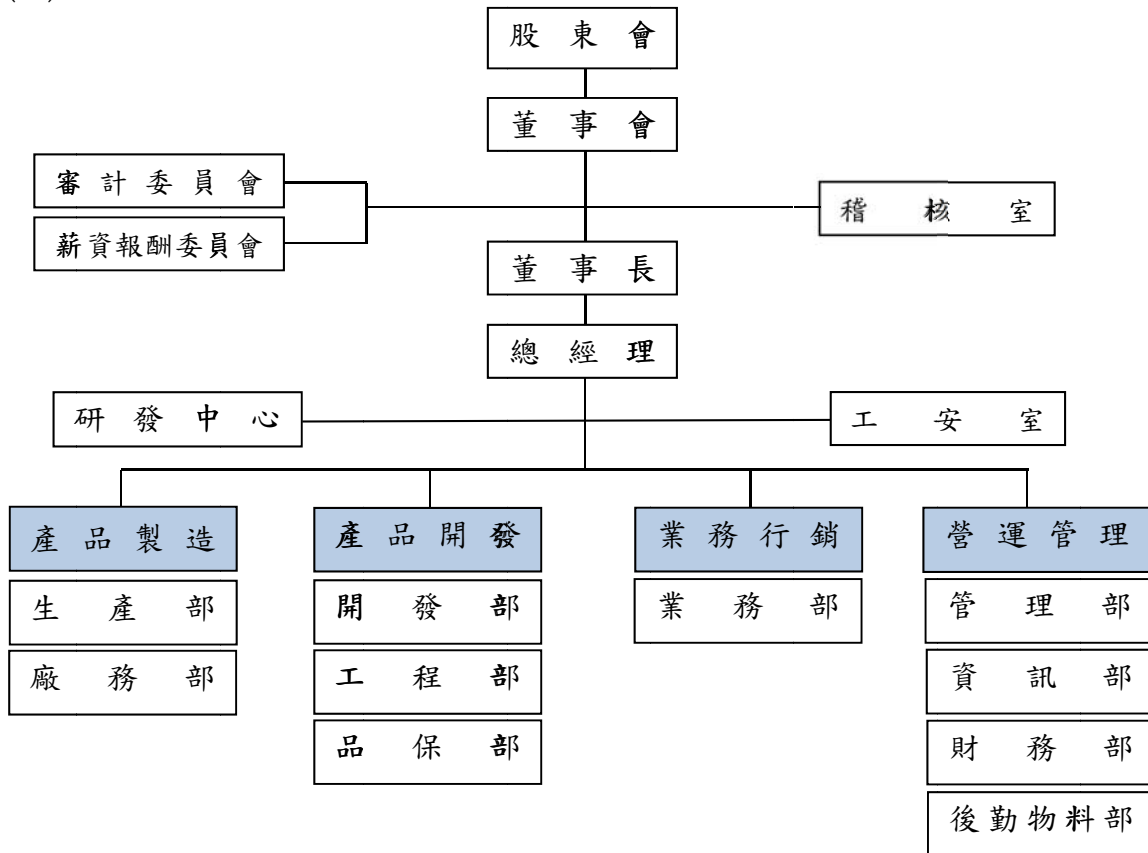 股東會
董事會
審計委員會
稽核室
薪資報酬委員會
董事長
總經理
研發中心
工安室
產品製造
生產部
廠務部
產品開發
開發部
工程部
品保部
業務行銷
業務部
營運管理
管理部
資訊部
財務部
後勤物料部